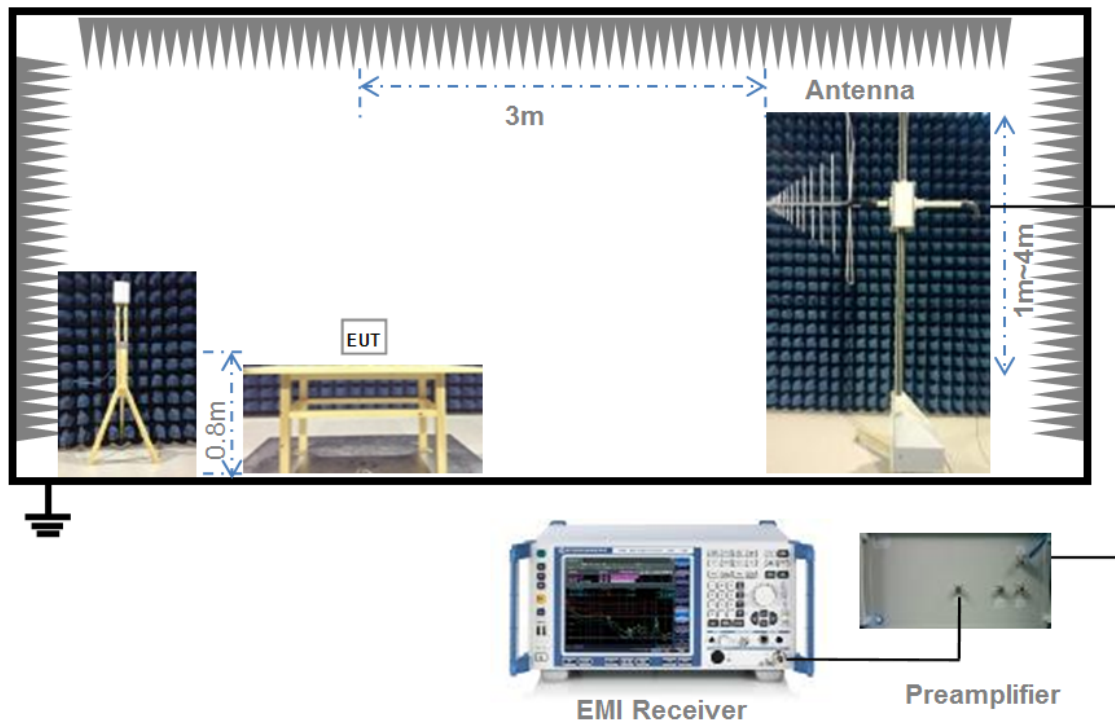 Antenna
3m
1m~4m
EUT
0.8m
EMI Receiver
Preamplifier